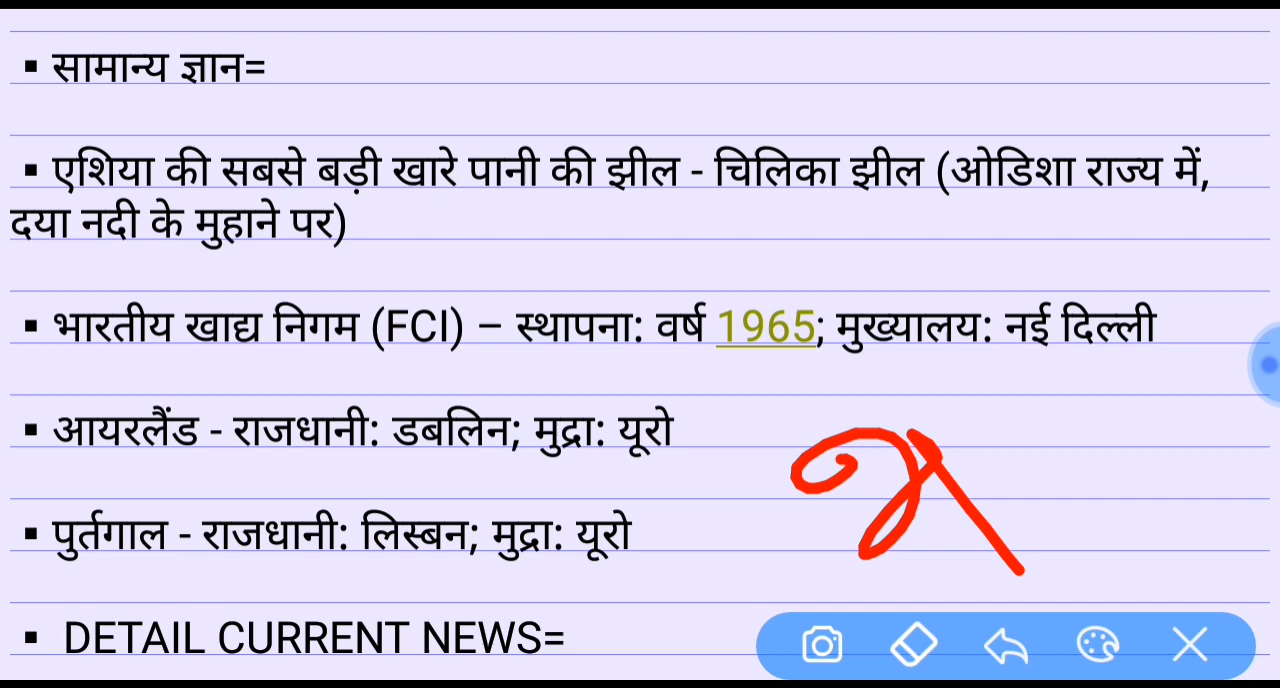 ▪ सामान्य ज्ञान=
▪ एशिया की सबसे बड़ी खारे पानी की झील - चिलिका झील (ओडिशा राज्य में,
दया नदी के मुहाने पर)
▪ भारतीय खाद्य निगम (FCI) – स्थापना: वर्ष 1965; मुख्यालय: नई दिल्ली
▪ आयरलैंड - राजधानी: डबलिन; मुद्रा: यूरो
▪ पुर्तगाल - राजधानी: लिस्बन; मुद्रा: यूरो
▪ DETAIL CURRENT NEWS=